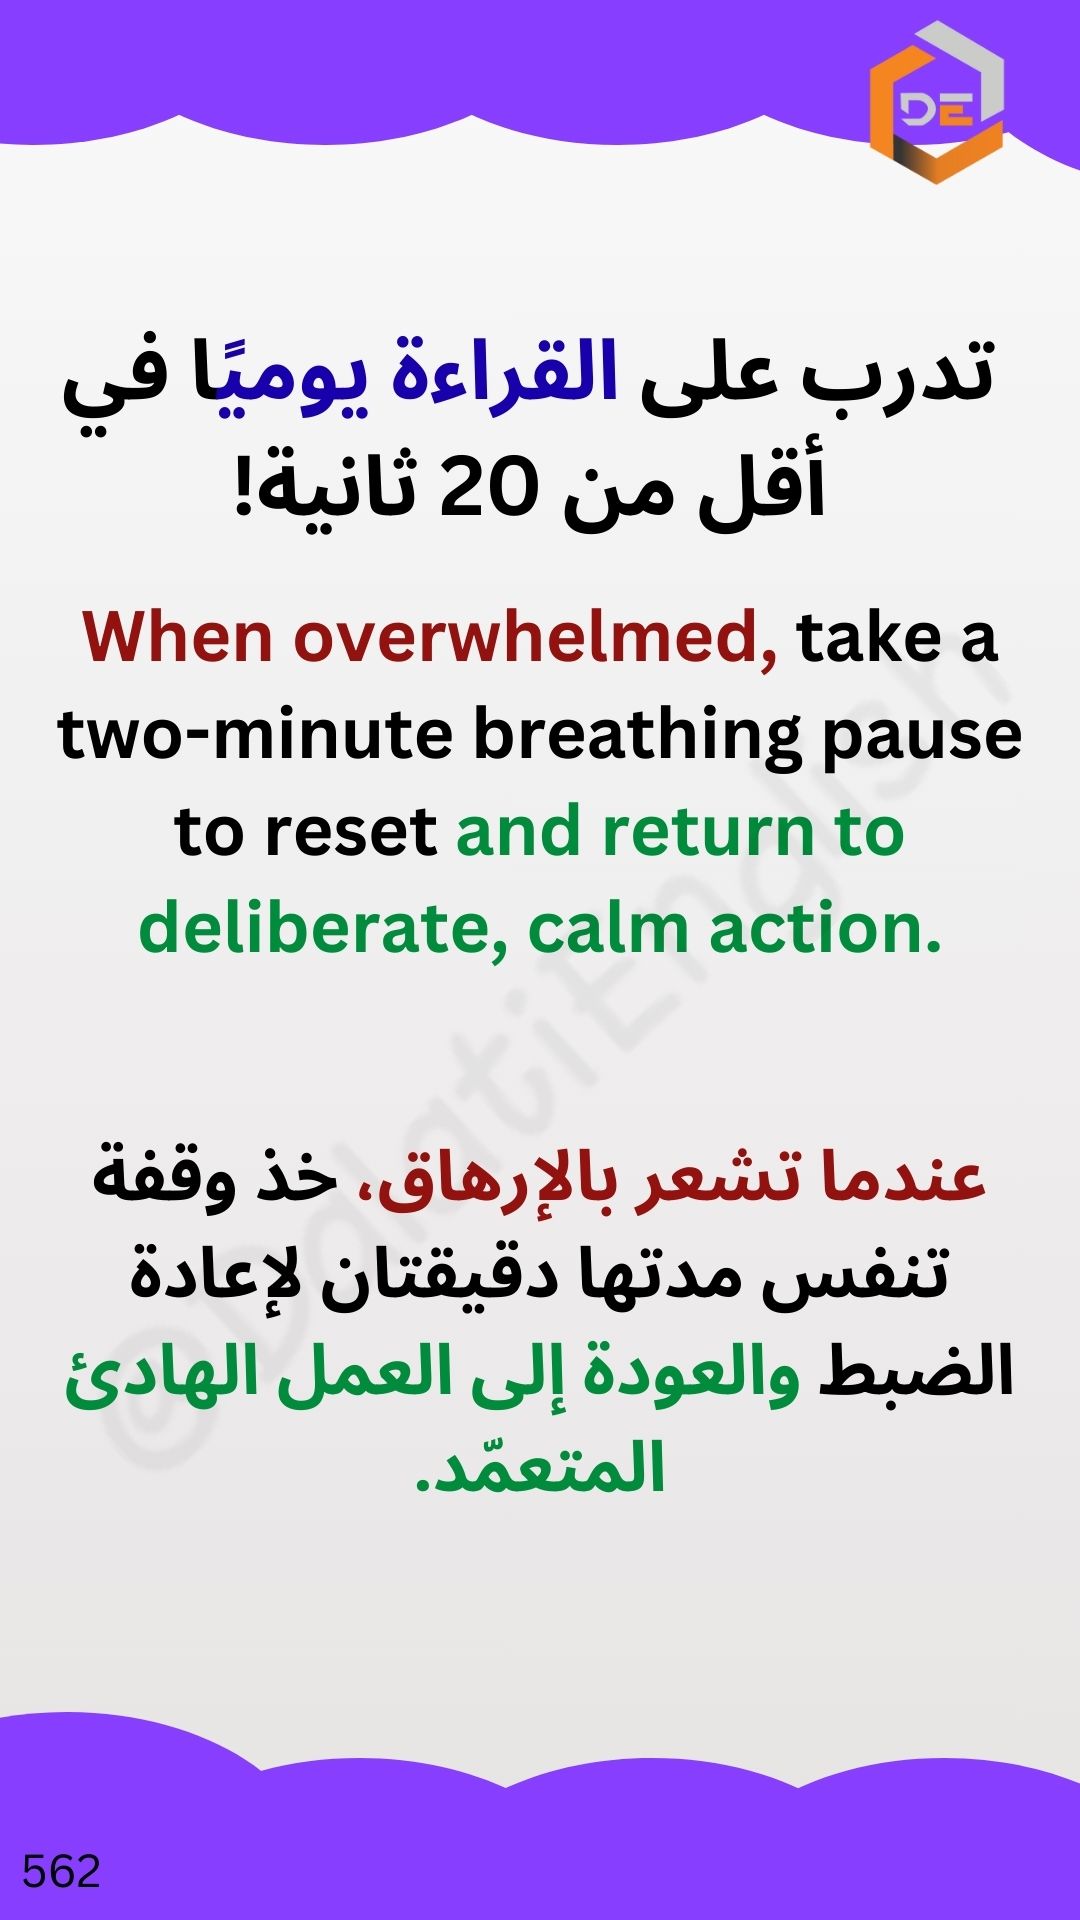 DE
تدرب على القراءة يوميًا في
أقل من 20 ثانية!
When overwhelmed, take a
two-minute breathing pause
to reset and return to
deliberate, calm action.
عندما تشعر بالإرهاق، خذ وقفة
تنفس مدتها دقيقتان لإعادة
الضبط والعودة إلى العمل الهادئ
المتعمّد.
@DalatiEnglish
562